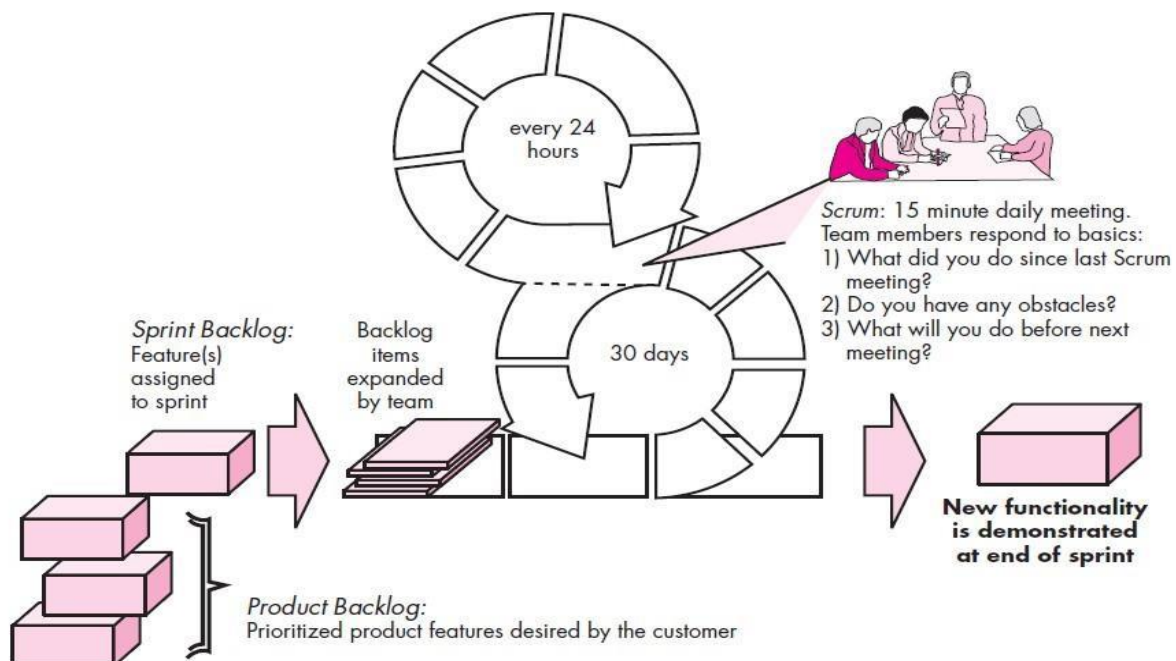 every 24
hours
Scrum: 15 minute daily meeting.
Team members respond to basics:
1) What did you do since last Scrum
meeting?
2) Do you have any obstacles?
3) What will you do before next
meeting?
Sprint Backlog:
Feature(s)
assigned
to sprint
Backlog
items
expanded
by team
30 days
New functionality
is demonstrated
at end of sprint
Product Backlog:
Prioritized product features desired by the customer